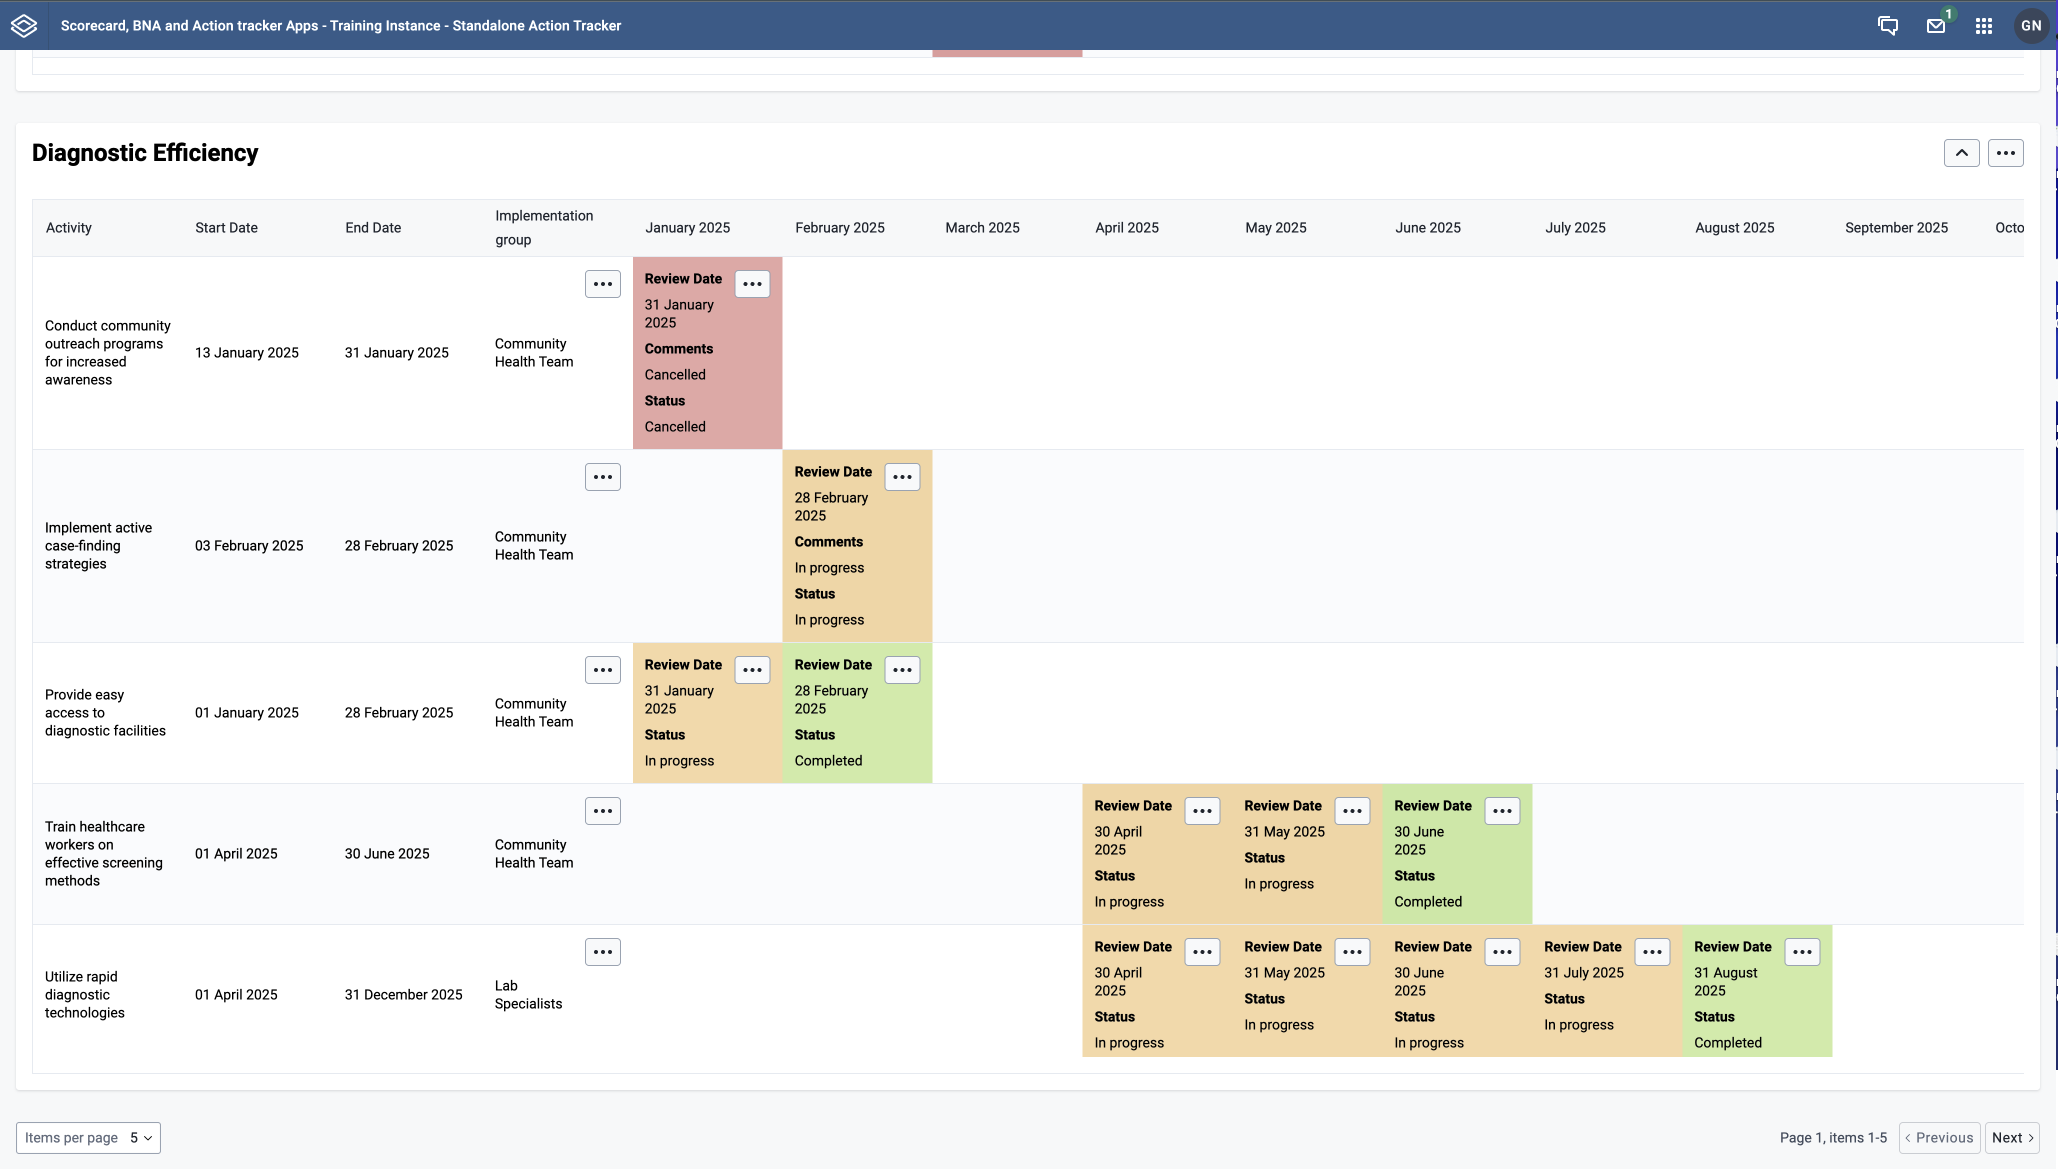 Scorecard, BNA and Action tracker Apps - Training Instance - Standalone Action Tracker
1
GN
Diagnostic Efficiency
Activity
Start Date
End Date
Implementation
group
January 2025
February 2025
March 2025
April 2025
May 2025
June 2025
July 2025
August 2025
September 2025
Octo
Conduct community
outreach programs
for increased
awareness
13 January 2025
31 January 2025
Community
Health Team
Review Date
31 January
2025
Comments
Cancelled
Status
Cancelled
Implement active
case-finding
strategies
03 February 2025
28 February 2025
Community
Health Team
Review Date
28 February
2025
Comments
In progress
Status
In progress
Provide easy
access to
diagnostic facilities
01 January 2025
28 February 2025
Community
Health Team
Review Date
31 January
2025
Status
In progress
Review Date
28 February
2025
Status
Completed
Train healthcare
workers on
effective screening
methods
01 April 2025
30 June 2025
Community
Health Team
Review Date
30 April
2025
Status
In progress
Review Date
31 May 2025
Status
In progress
Review Date
30 June
2025
Status
Completed
Utilize rapid
diagnostic
technologies
01 April 2025
31 December 2025
Lab
Specialists
Review Date
30 April
2025
Status
In progress
Review Date
31 May 2025
Status
In progress
Review Date
30 June
2025
Status
In progress
Review Date
31 July 2025
Status
In progress
Review Date
31 August
2025
Status
Completed
Items per page 5
Page 1, items 1-5
Previous
Next